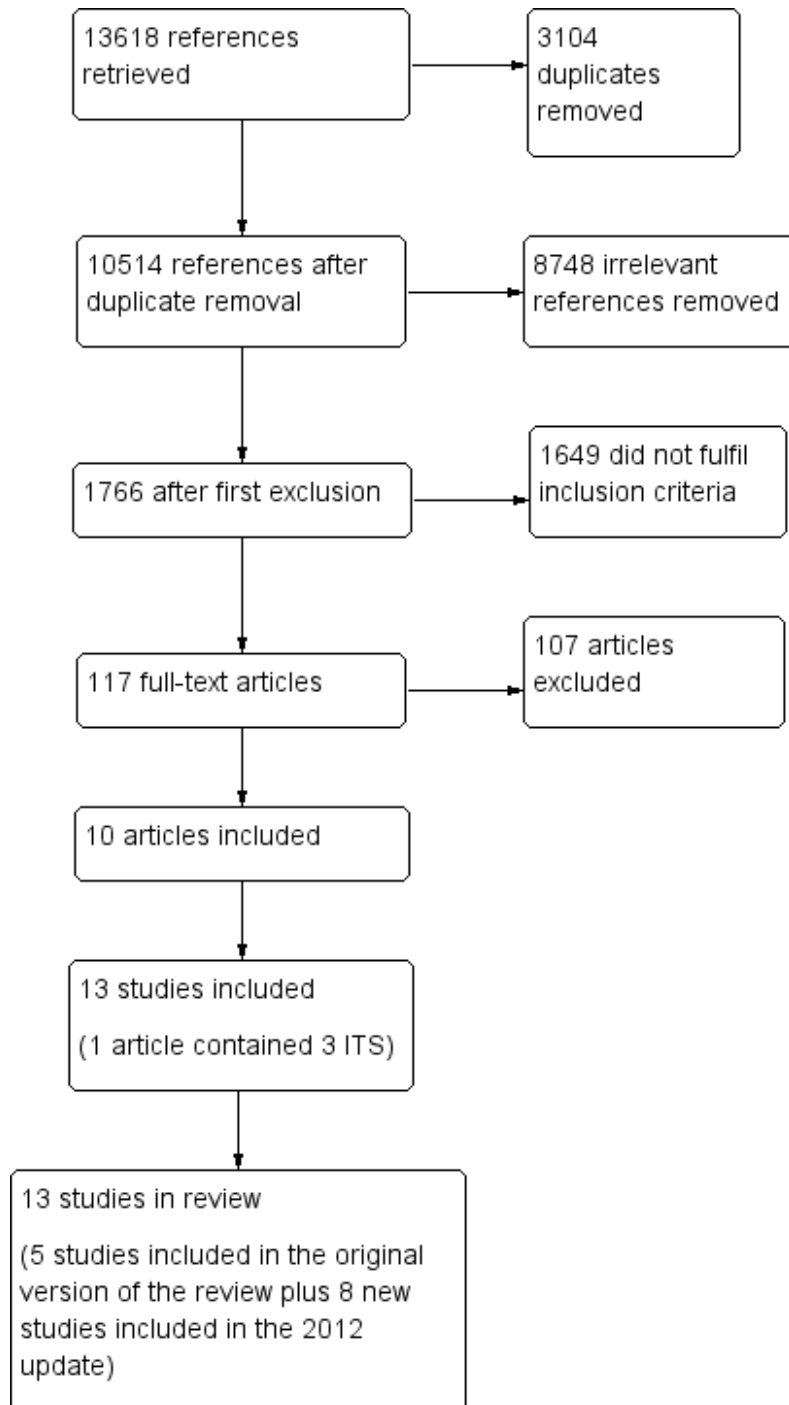 13618 references
retrieved
3104
duplicates
removed
10514 references after
duplicate removal
8748 irrelevant
references removed
1766 after first exclusion
1649 did not fulfil
inclusion criteria
117 full-text articles
107 articles
excluded
10 articles included
13 studies included
(1 article contained 3 ITS)
13 studies in review
(5 studies included in the original
version of the review plus 8 new
studies included in the 2012
update)